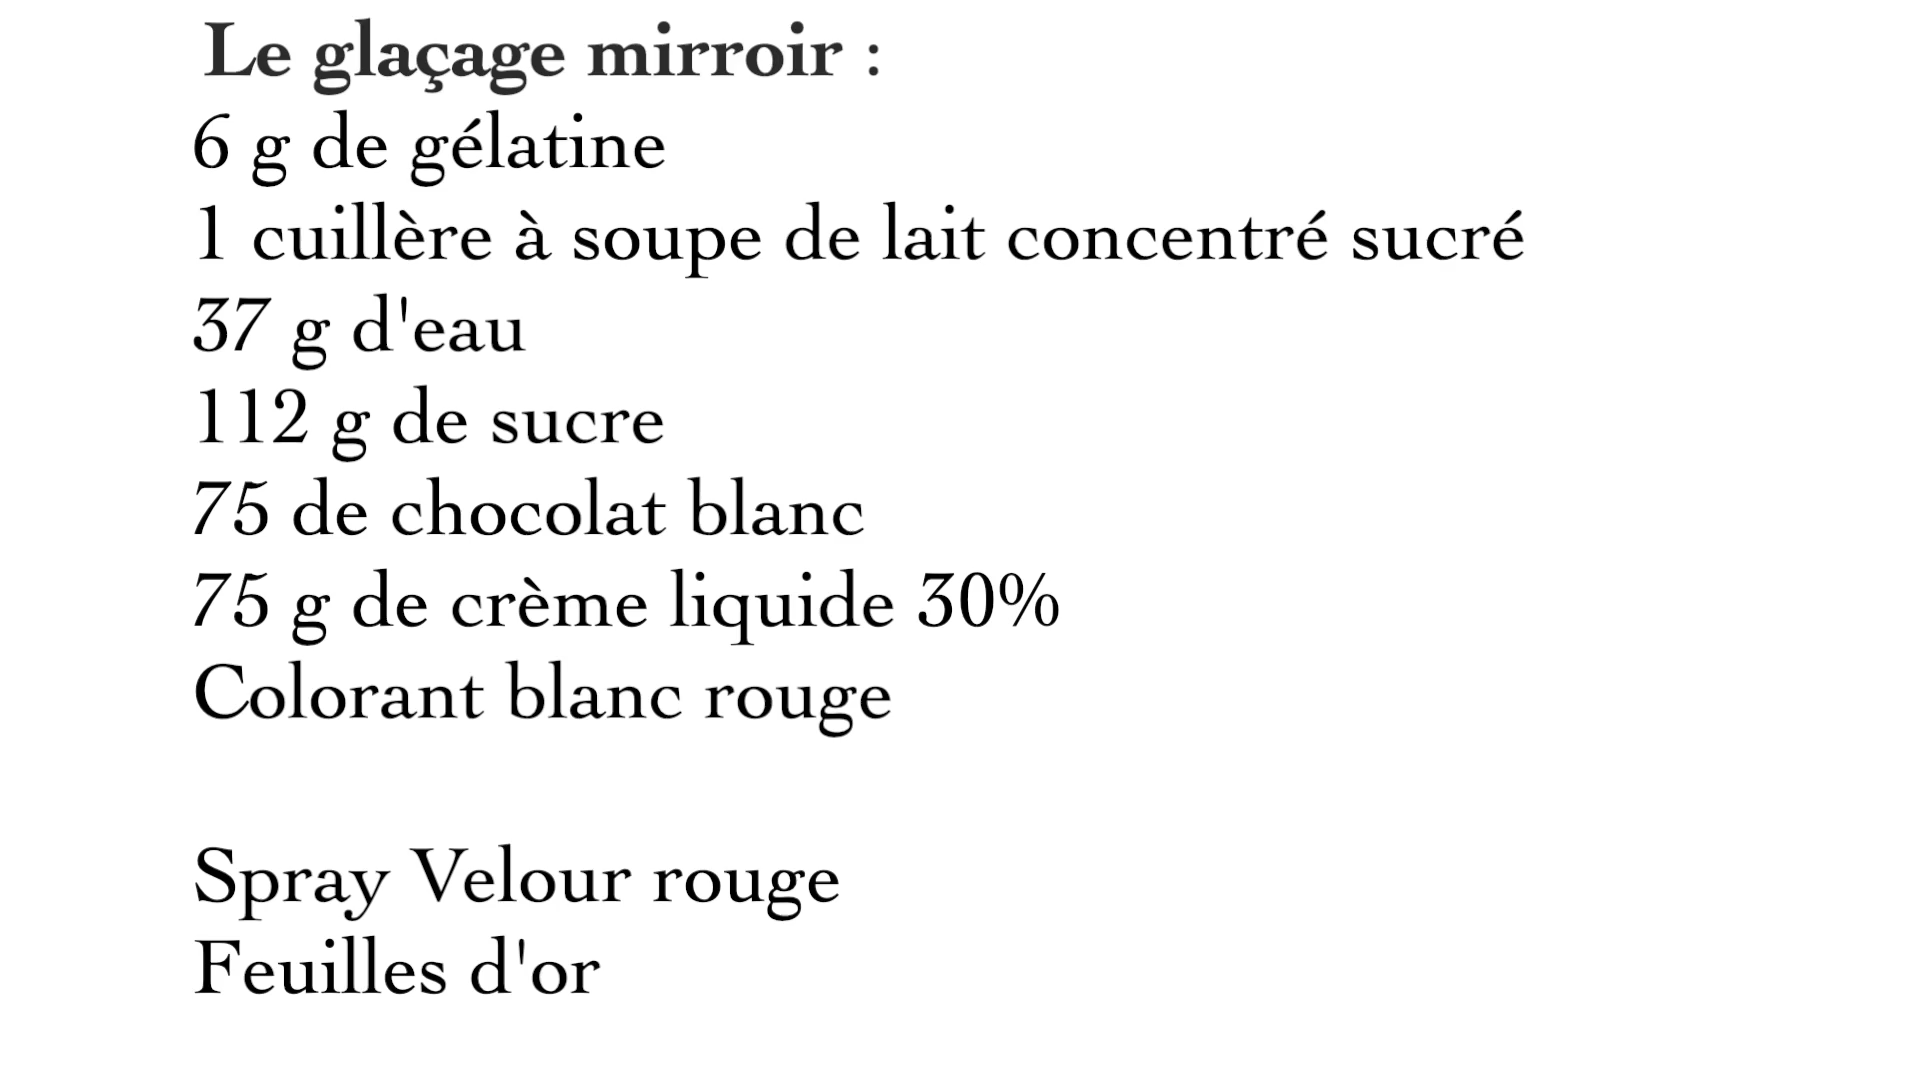 Le glaçage mirroir :
6 g de gélatine
1 cuillère à soupe de lait concentré sucré
37 g d'eau
112 g de sucre
75 de chocolat blanc
75 g de crème liquide 30%
Colorant blanc rouge
Spray Velour rouge
Feuilles d'or